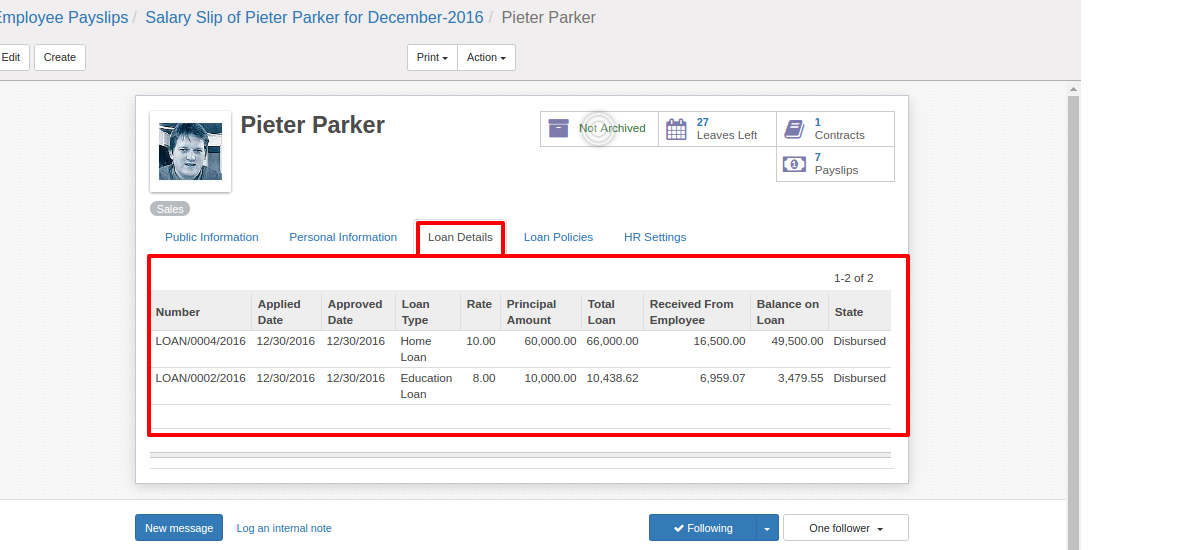 Employee Payslips / Salary Slip of Pieter Parker for December-2016 / Pieter Parker
Edit Create Print Action
Pieter Parker
Not Archived
27
Leaves Left
1
Contracts
7
Payslips
Sales
Public Information Personal Information Loan Details Loan Policies HR Settings
1-2 of 2
Number Applied Date Approved Date Loan Type Rate Principal Amount Total Loan Received From Employee Balance on Loan State
LOAN/0004/2016 12/30/2016 12/30/2016 Home Loan 10.00 60,000.00 66,000.00 16,500.00 49,500.00 Disbursed
LOAN/0002/2016 12/30/2016 12/30/2016 Education Loan 8.00 10,000.00 10,438.62 6,959.07 3,479.55 Disbursed
New message Log an internal note Following One follower